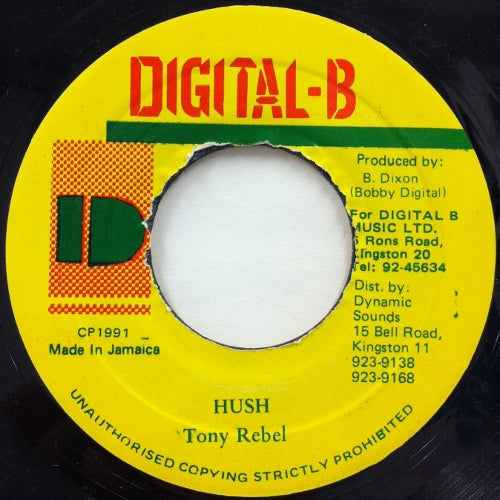 DIGITAL-B
Produced by:
B. Dixon
(Bobby Digital)
For DIGITAL B
MUSIC LTD.
Rons Road,
Kingston 20
Tel: 92-45634
Dist. by:
Dynamic
Sounds
15 Bell Road,
Kingston 11
923-9138
923-9168
D
CP1991
Made In Jamaica
HUSH
Tony Rebel
UNAUTHORISED COPYING STRICTLY PROHIBITED